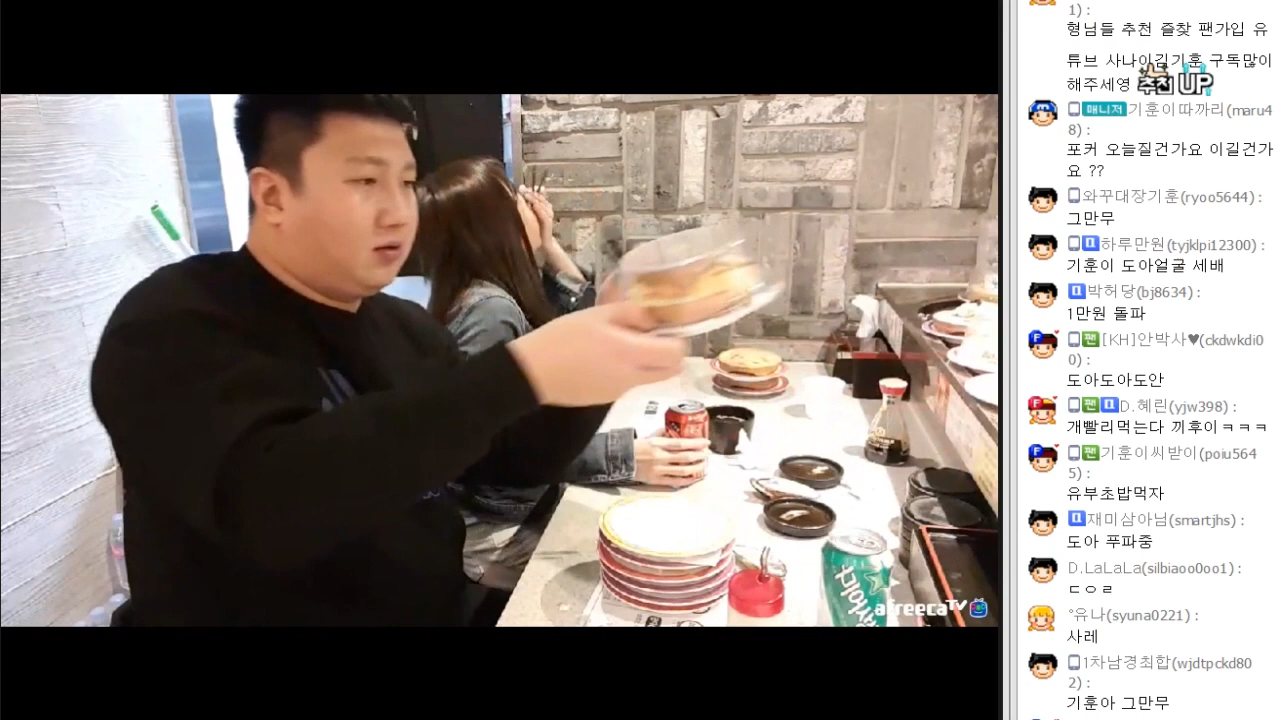 1) :
형님들 추천 즐찾 팬가입 유
튜브 사나이김기훈 구독많이
해주세영 추천 UP
매니저 기훈이따까리(maru4
8) :
포커 오늘질건가요 이길건가
요 ??
와꾸대장기훈(ryoo5644) :
그만무
하루만원(tyjklpi12300) :
기훈이 도아얼굴 세배
박허당(bj8634) :
1만원 돌파
팬 [KH]안박사♥(ckdwkdi0
0) :
도아도아도안
팬 D.혜린(yjw398) :
개빨리먹는다 끼후이ㅋㅋㅋ
팬 기훈이씨받이(poiu564
5) :
유부초밥먹자
재미삼아님(smartjhs) :
도아 푸파중
D.LaLaLa(silbiaoo0oo1) :
ㄷㅇㄹ
°유나(syuna0221) :
사레
1차남경최합(wjdtpckd80
2) :
기훈아 그만무
afreecaTV